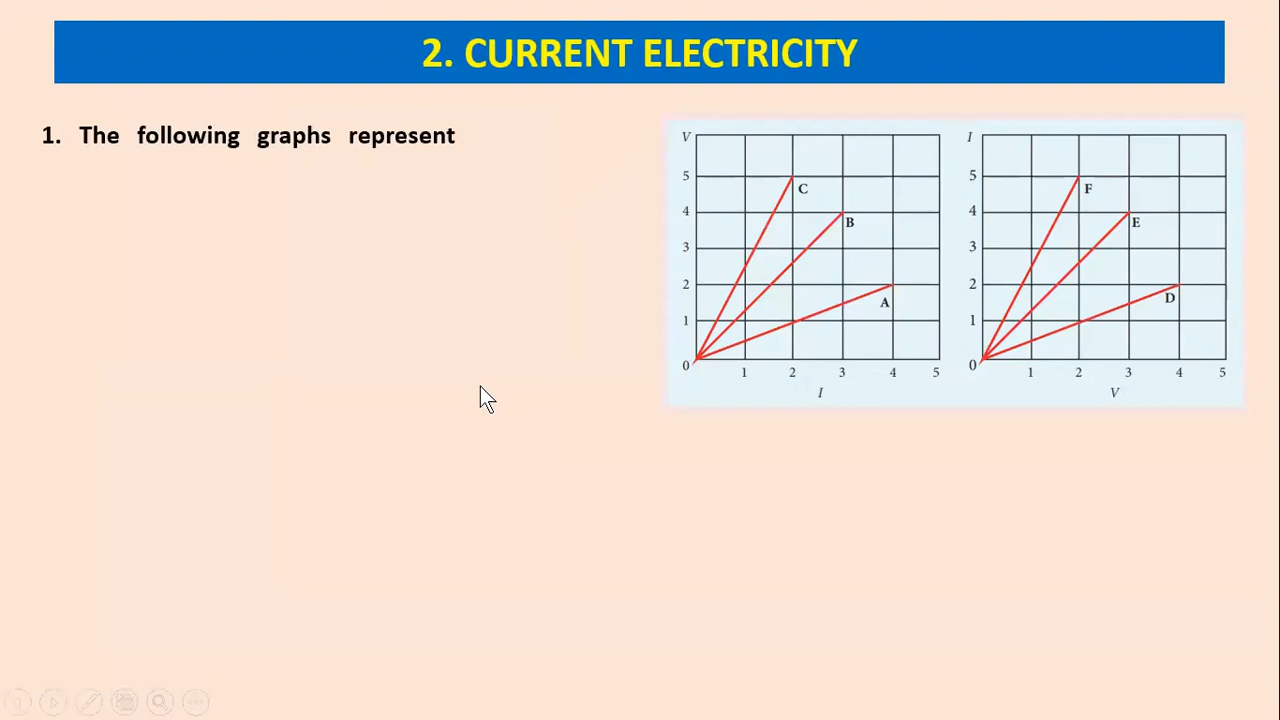 2. CURRENT ELECTRICITY
1. The following graphs represent
V
5
4
3
2
1
0
C
B
A
1 2 3 4 5
I
I
5
4
3
2
1
0
F
E
D
1 2 3 4 5
V